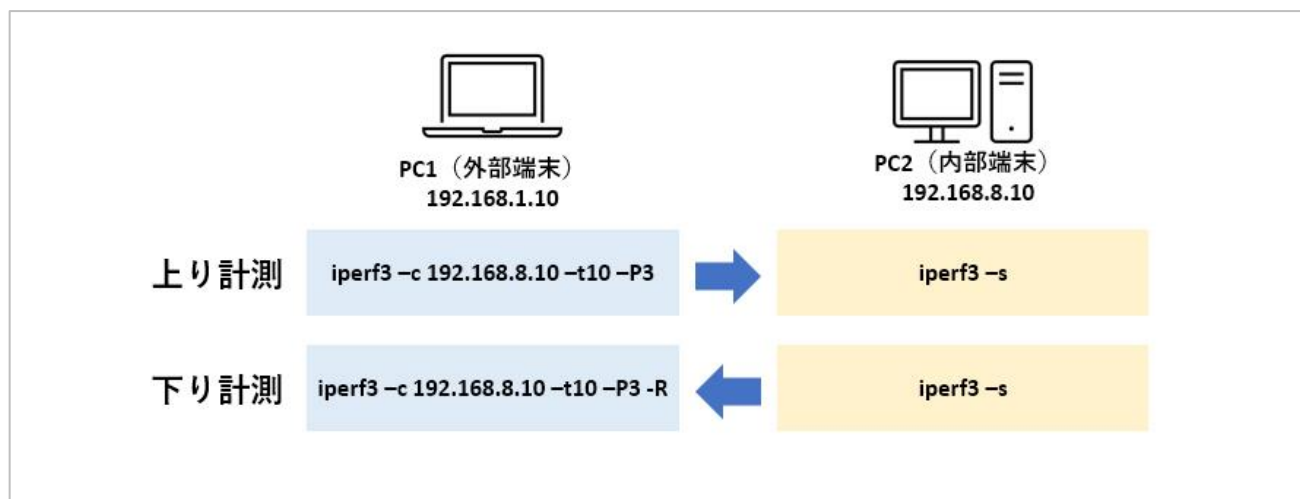 PC1（外部端末）
192.168.1.10
PC2（内部端末）
192.168.8.10
上り計測
iperf3 –c 192.168.8.10 –t10 –P3
iperf3 –s
下り計測
iperf3 –c 192.168.8.10 –t10 –P3 -R
iperf3 –s